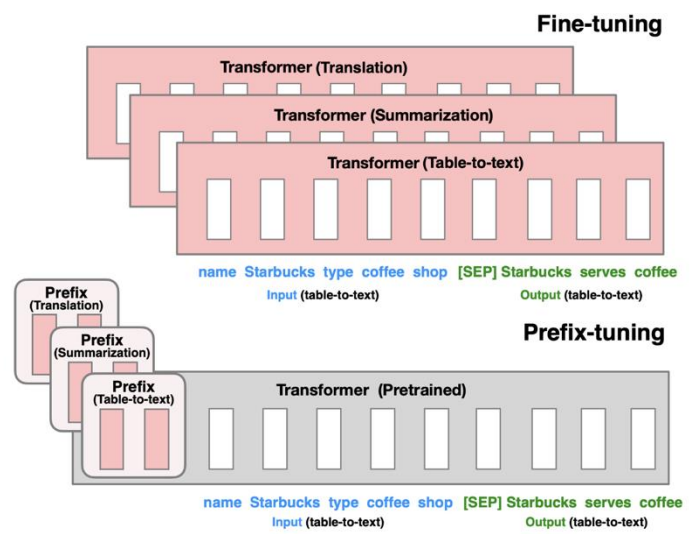 Fine-tuning
Transformer (Translation)
Transformer (Summarization)
Transformer (Table-to-text)
name Starbucks type coffee shop [SEP] Starbucks serves coffee
Input (table-to-text) Output (table-to-text)
Prefix-tuning
Prefix
(Translation)
Prefix
(Summarization)
Prefix
(Table-to-text)
Transformer (Pretrained)
name Starbucks type coffee shop [SEP] Starbucks serves coffee
Input (table-to-text) Output (table-to-text)